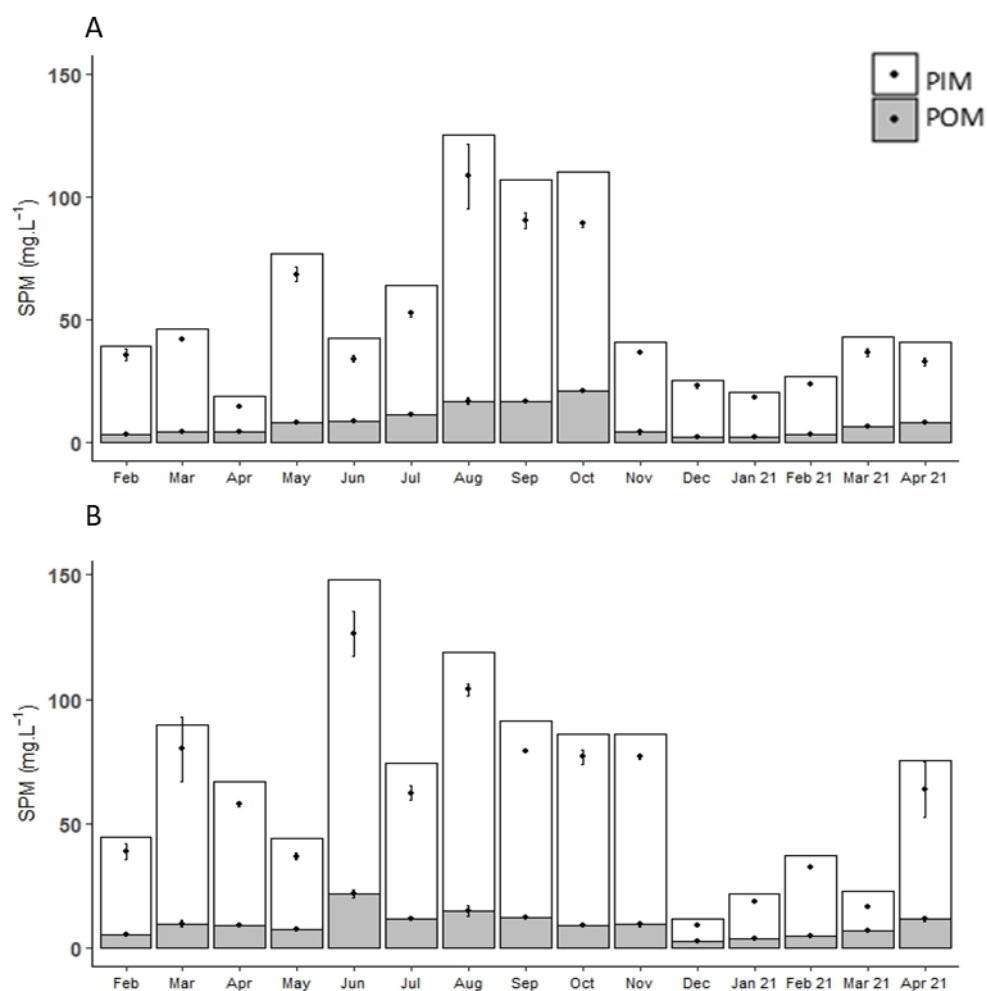 A
150
100
50
0
SPM (mg.L⁻¹)
PIM
POM
Feb Mar Apr May Jun Jul Aug Sep Oct Nov Dec Jan 21 Feb 21 Mar 21 Apr 21
B
150
100
50
0
SPM (mg.L⁻¹)
Feb Mar Apr May Jun Jul Aug Sep Oct Nov Dec Jan 21 Feb 21 Mar 21 Apr 21